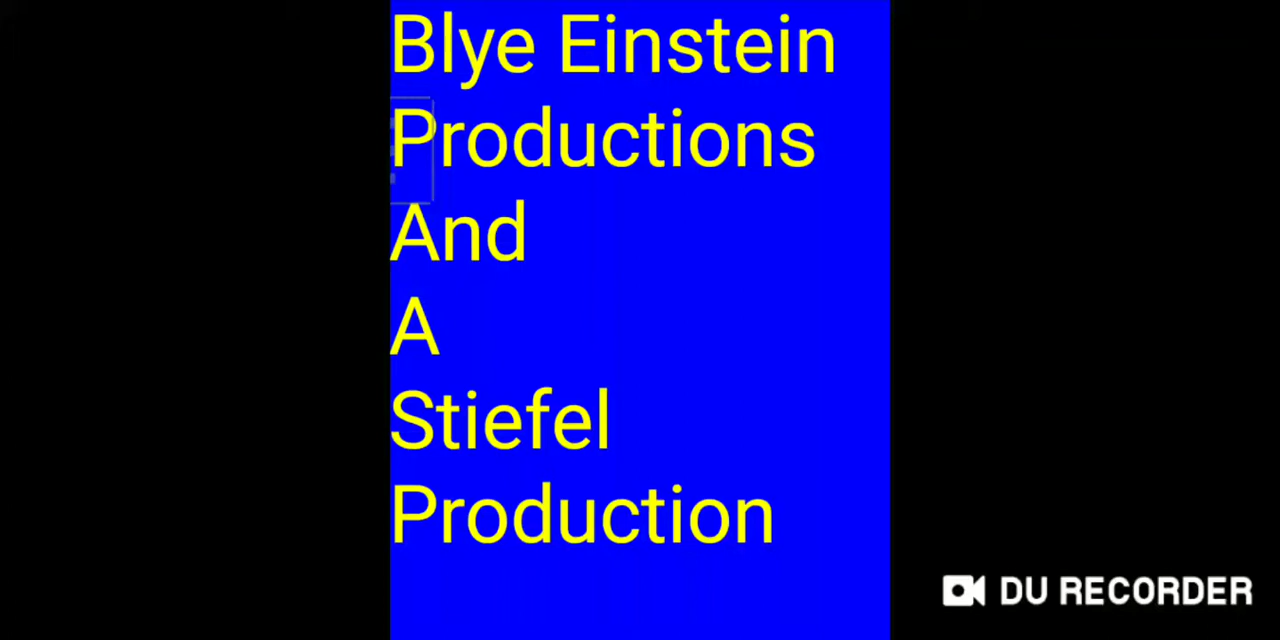 Blye Einstein
Productions
And
A
Stiefel
Production
DU RECORDER